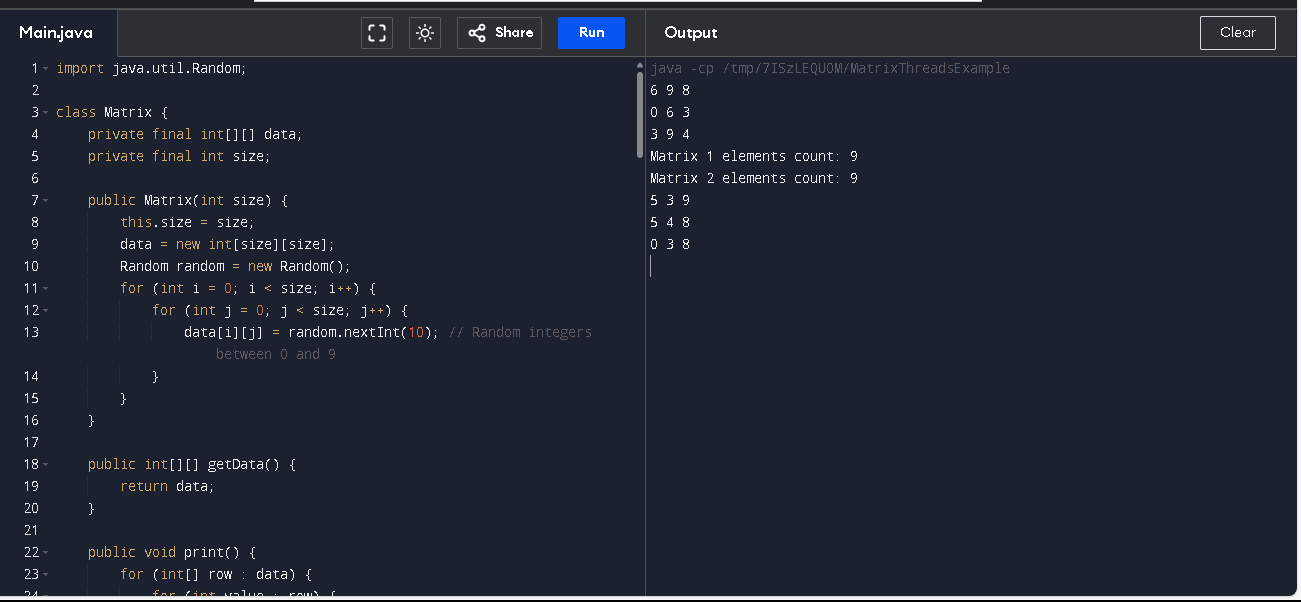 Main.java
Share
Run
Output
Clear
1 import java.util.Random;
2
3 class Matrix {
4     private final int[][] data;
5     private final int size;
6
7     public Matrix(int size) {
8         this.size = size;
9         data = new int[size][size];
10         Random random = new Random();
11         for (int i = 0; i < size; i++) {
12             for (int j = 0; j < size; j++) {
13                 data[i][j] = random.nextInt(10); // Random integers
between 0 and 9
14             }
15         }
16     }
17
18     public int[][] getData() {
19         return data;
20     }
21
22     public void print() {
23         for (int[] row : data) {
24             for (int value : row) {
java -cp /tmp/7ISzLEQUOM/MatrixThreadsExample
6 9 8
0 6 3
3 9 4
Matrix 1 elements count: 9
Matrix 2 elements count: 9
5 3 9
5 4 8
0 3 8